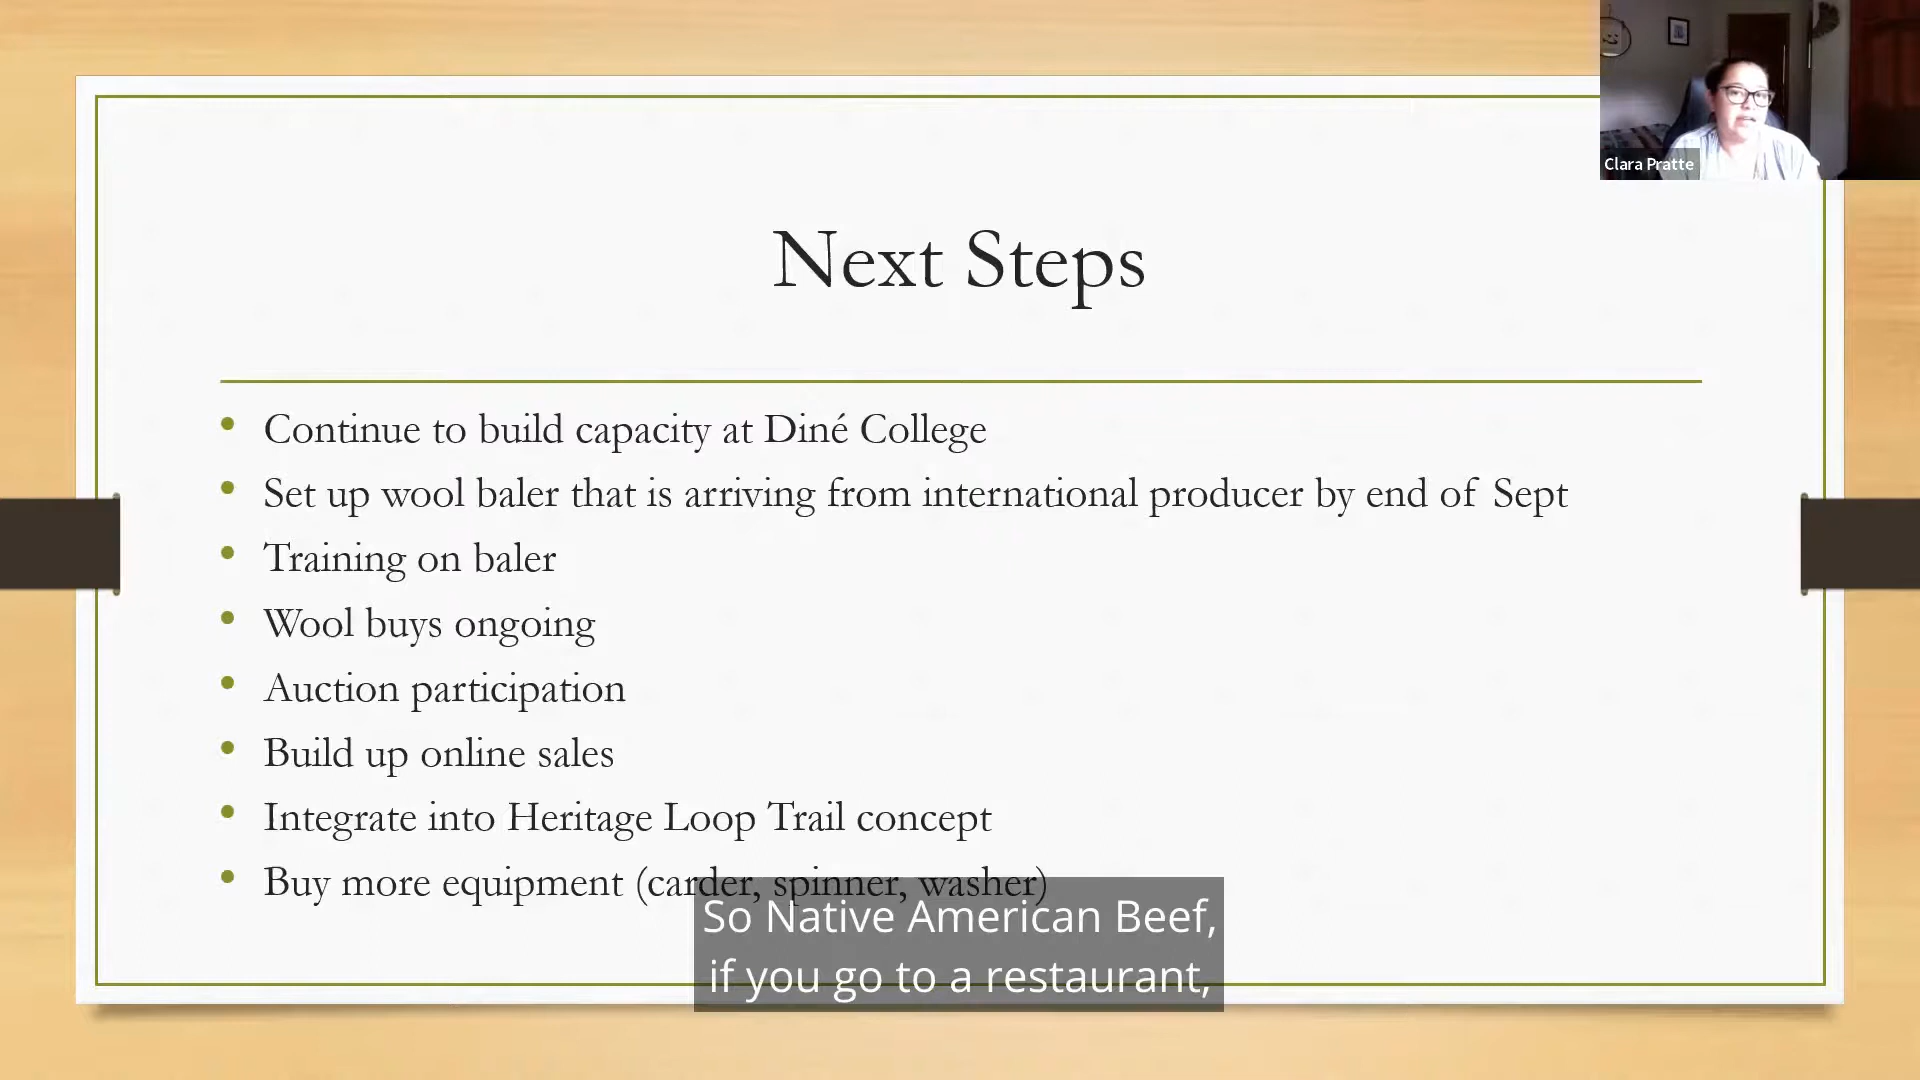 Clara Pratte
Next Steps
• Continue to build capacity at Diné College
• Set up wool baler that is arriving from international producer by end of Sept
• Training on baler
• Wool buys ongoing
• Auction participation
• Build up online sales
• Integrate into Heritage Loop Trail concept
• Buy more equipment (carder, spinner, washer)
So Native American Beef,
if you go to a restaurant,